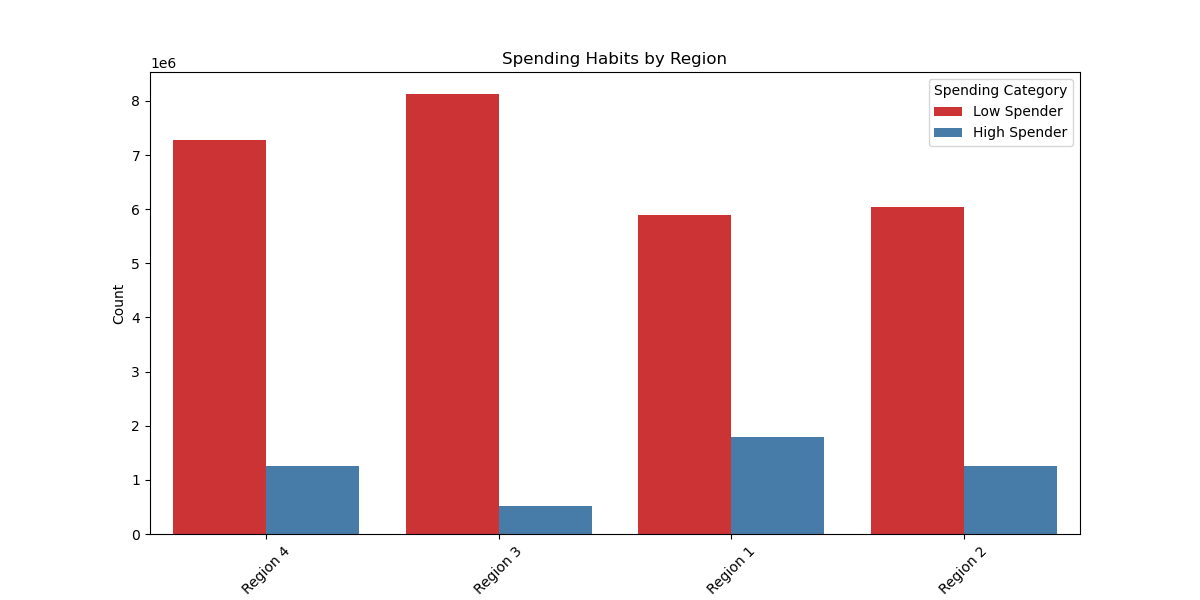 Spending Habits by Region
1e6
Spending Category
Low Spender
High Spender
8
7
6
5
4
3
2
1
0
Count
Region 4
Region 3
Region 1
Region 2